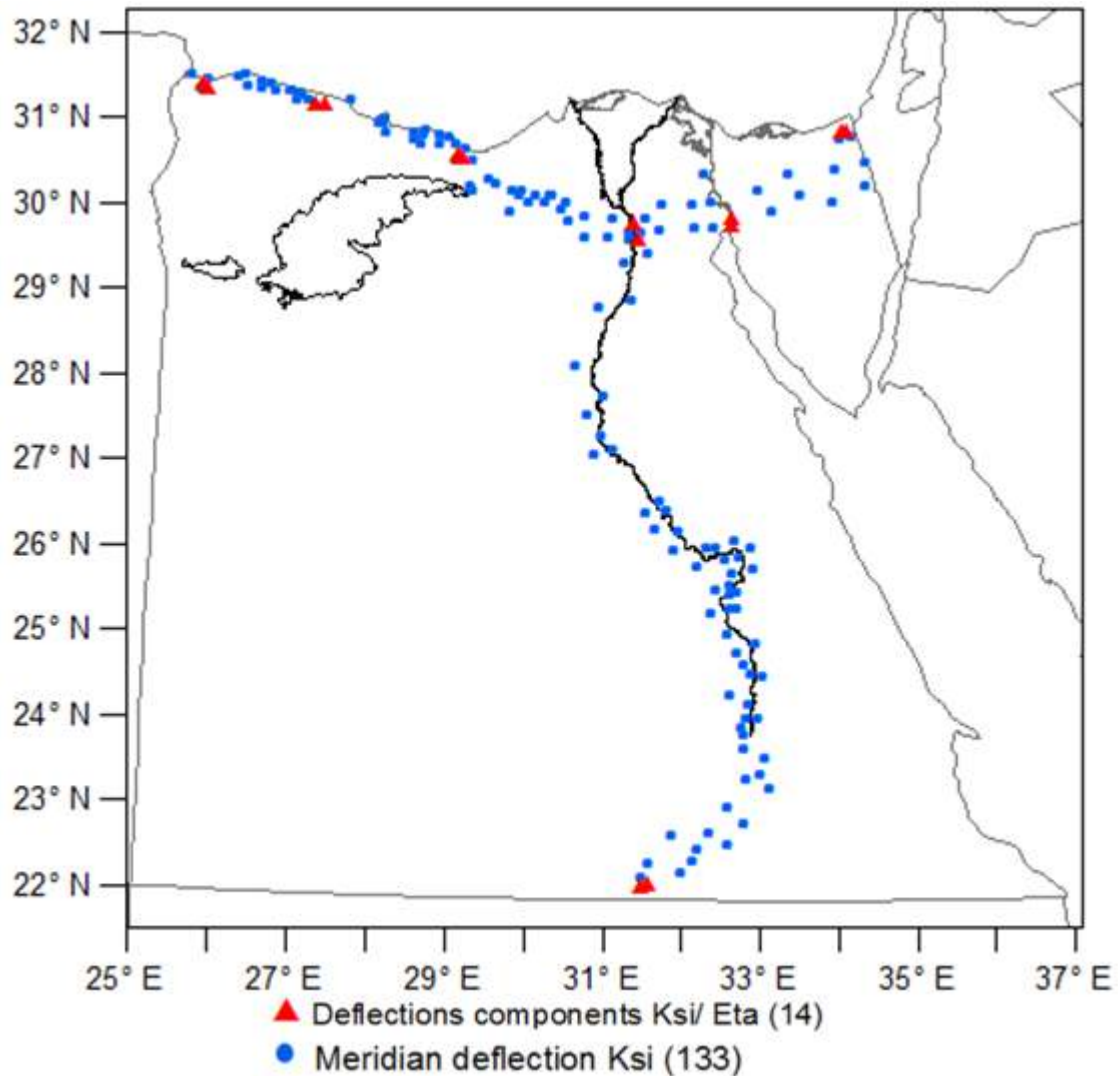 32° N
31° N
30° N
29° N
28° N
27° N
26° N
25° N
24° N
23° N
22° N
25° E 27° E 29° E 31° E 33° E 35° E 37° E
Deflections components Ksi/ Eta (14)
Meridian deflection Ksi (133)